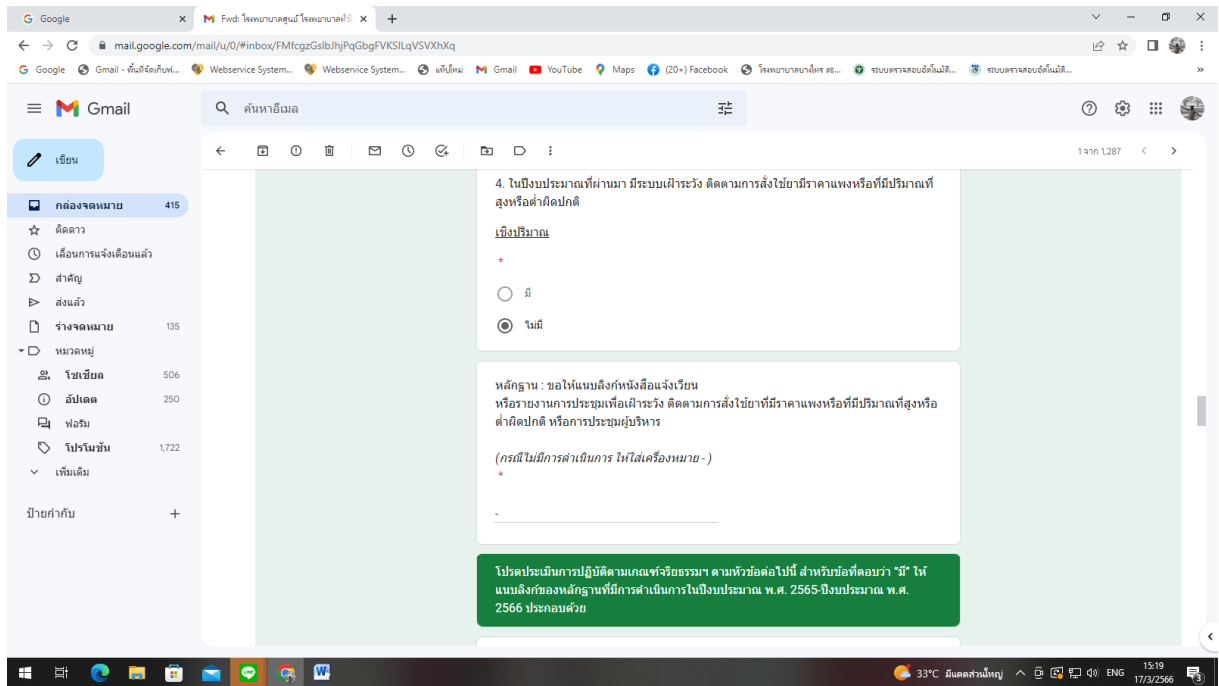 Google
Fwd: โรงพยาบาลศูนย์ โรงพยาบาลทั่ว
mail.google.com/mail/u/0/#inbox/FMfcgzGslbJhjPqGbgFVKSlLqVSVXhXq
Google
Gmail - พื้นที่จัดเก็บฟ...
Webservice System...
Webservice System...
แท็บใหม่
Gmail
YouTube
Maps
(20+) Facebook
โรงพยาบาลบางไทร ตะ...
ระบบตรวจสอบอัตโนมัติ...
ระบบตรวจสอบอัตโนมัติ...
Gmail
ค้นหาอีเมล
เขียน
1 จาก 1,287
กล่องจดหมาย 415
ติดดาว
เลื่อนการแจ้งเตือนแล้ว
สำคัญ
ส่งแล้ว
ร่างจดหมาย 135
หมวดหมู่
โซเชียล 506
อัปเดต 250
ฟอรัม
โปรโมชัน 1,722
เพิ่มเติม
ป้ายกำกับ
4. ในปีงบประมาณที่ผ่านมา มีระบบเฝ้าระวัง ติดตามการสั่งใช้ยามีราคาแพงหรือที่มีปริมาณที่
สูงหรือต่ำผิดปกติ
เชิงปริมาณ
*
มี
ไม่มี
หลักฐาน : ขอให้แนบลิงก์หนังสือแจ้งเวียน
หรือรายงานการประชุมเพื่อเฝ้าระวัง ติดตามการสั่งใช้ยาที่มีราคาแพงหรือที่มีปริมาณที่สูงหรือ
ต่ำผิดปกติ หรือการประชุมผู้บริหาร
(กรณีไม่มีการดำเนินการ ให้ใส่เครื่องหมาย - )
*
-
โปรดประเมินการปฏิบัติตามเกณฑ์จริยธรรมฯ ตามหัวข้อต่อไปนี้ สำหรับข้อที่ตอบว่า "มี" ให้
แนบลิงก์ของหลักฐานที่มีการดำเนินการในปีงบประมาณ พ.ศ. 2565-ปีงบประมาณ พ.ศ.
2566 ประกอบด้วย
33°C มีแดดส่วนใหญ่
ENG
15:19
17/3/2566